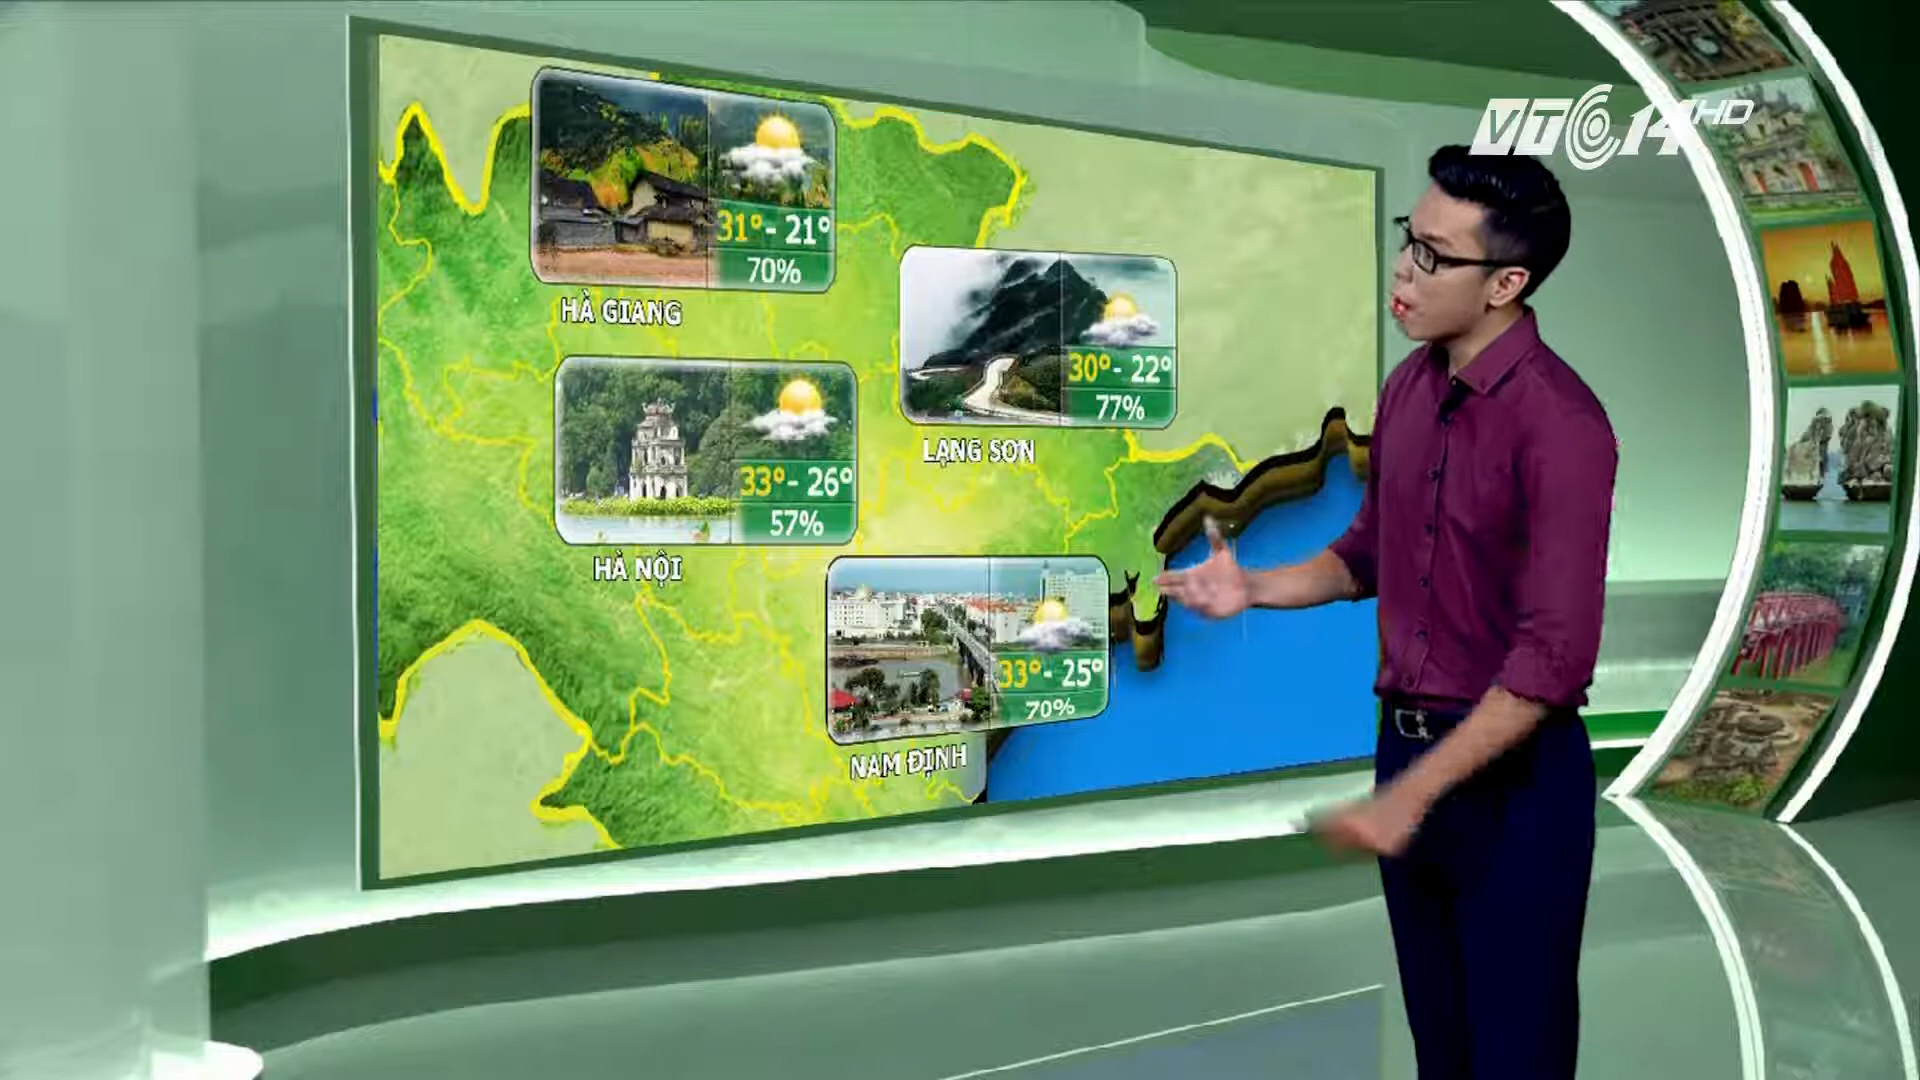 VTC14 HD
31°- 21°
70%
HÀ GIANG
30°- 22°
77%
LẠNG SƠN
33°- 26°
57%
HÀ NỘI
33°- 25°
70%
NAM ĐỊNH